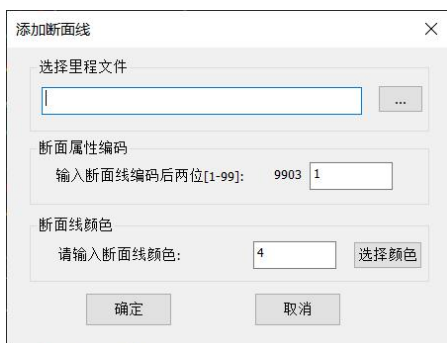 添加断面线
选择里程文件
...
断面属性编码
输入断面线编码后两位[1-99]: 9903 1
断面线颜色
请输入断面线颜色: 4 选择颜色
确定 取消